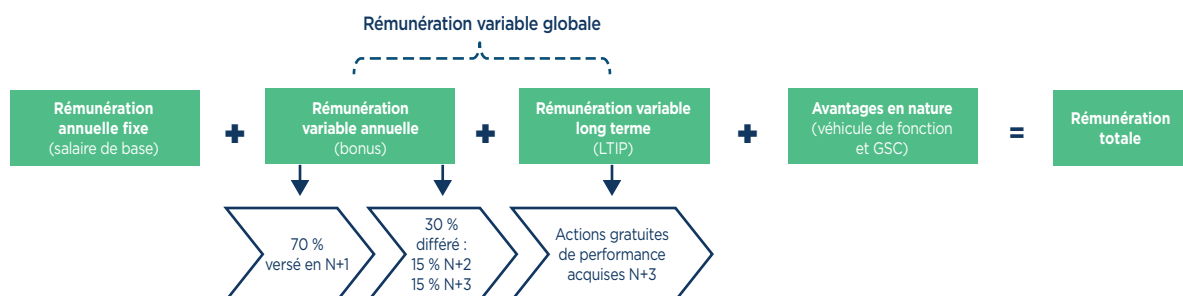 Rémunération variable globale
Rémunération
annuelle fixe
(salaire de base)
+
Rémunération
variable annuelle
(bonus)
+
Rémunération variable
long terme
(LTIP)
+
Avantages en nature
(véhicule de fonction
et GSC)
=
Rémunération
totale
70 %
versé en N+1
30 %
différé :
15 % N+2
15 % N+3
Actions gratuites
de performance
acquises N+3